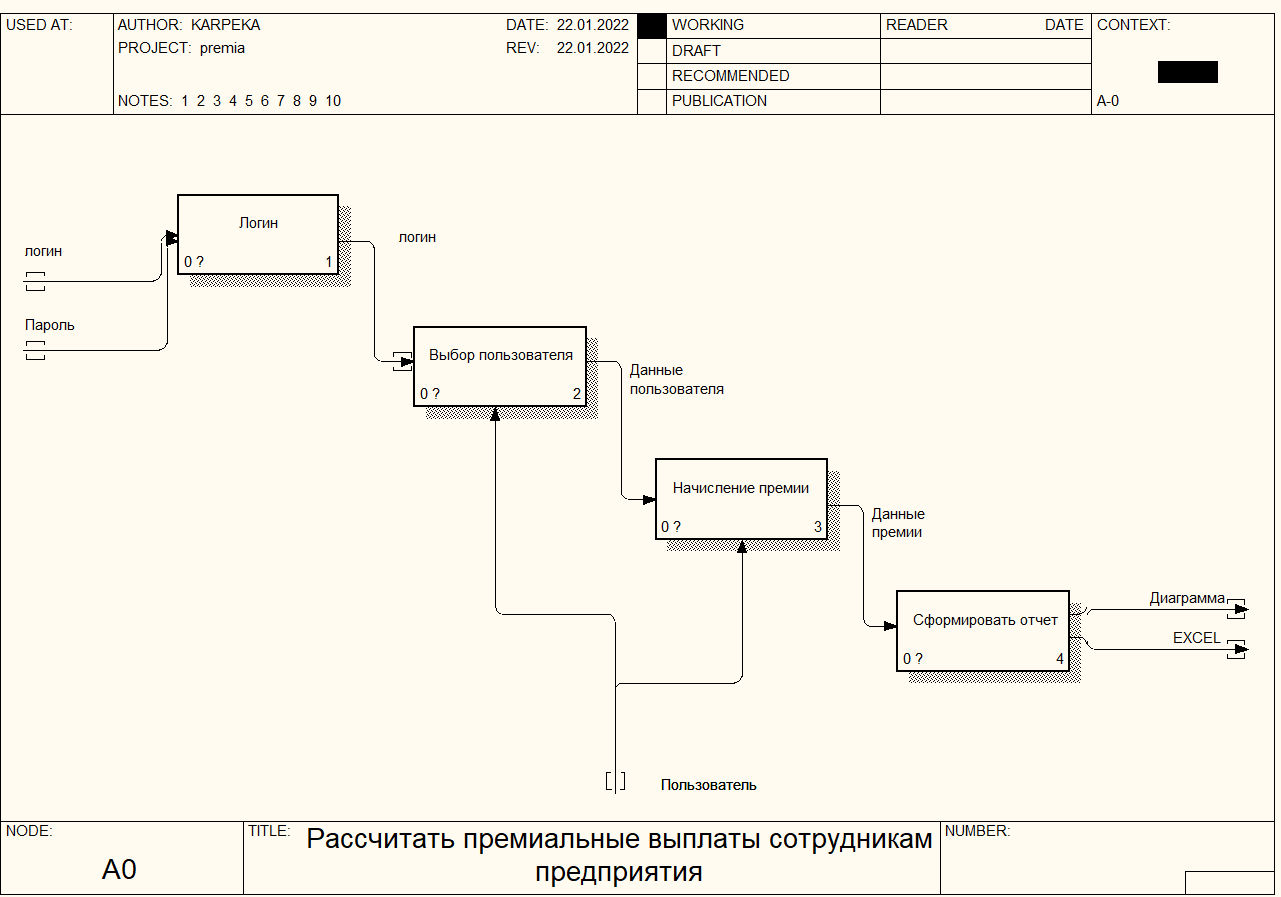 USED AT:
AUTHOR: KARPEKA
DATE: 22.01.2022
PROJECT: premia
REV: 22.01.2022
NOTES: 1 2 3 4 5 6 7 8 9 10
WORKING
DRAFT
RECOMMENDED
PUBLICATION
READER
DATE
CONTEXT:
A-0
Логин
0 ?
1
логин
Пароль
логин
Выбор пользователя
0 ?
2
Данные
пользователя
Начисление премии
0 ?
3
Данные
премии
Сформировать отчет
0 ?
4
Диаграмма
EXCEL
Пользователь
NODE:
A0
TITLE:
Рассчитать премиальные выплаты сотрудникам
предприятия
NUMBER: